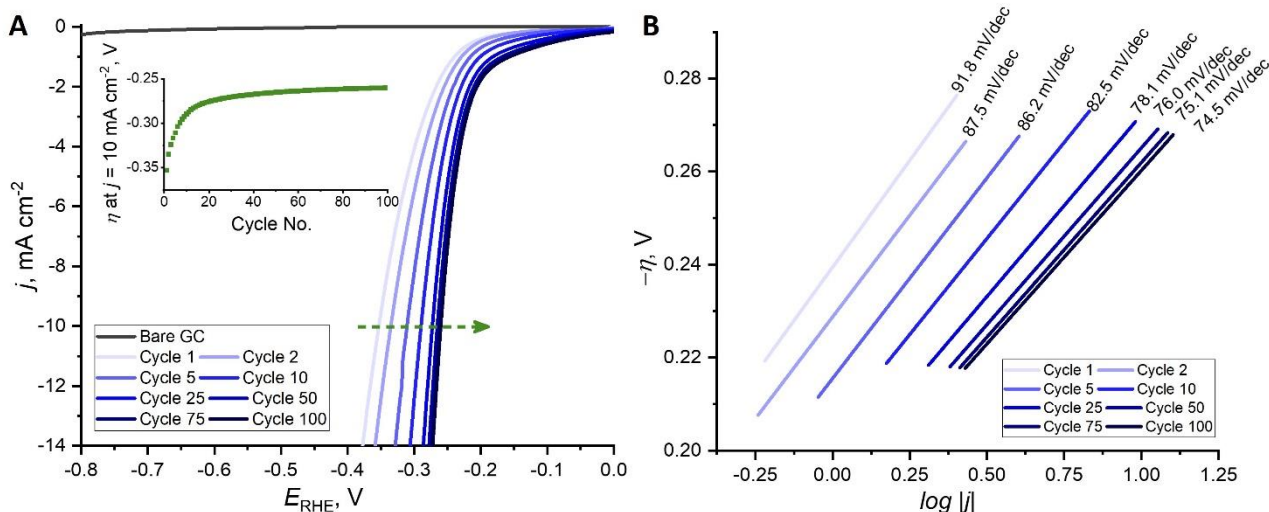 A
0
-2
-4
-6
-8
-10
-12
-14
j, mA cm-2
-0.8
-0.7
-0.6
-0.5
-0.4
-0.3
-0.2
-0.1
0.0
ERHE, V
η at j = 10 mA cm-2, V
-0.25
-0.30
-0.35
0
20
40
60
80
100
Cycle No.
Bare GC
Cycle 1 Cycle 2
Cycle 5 Cycle 10
Cycle 25 Cycle 50
Cycle 75 Cycle 100
B
91.8 mV/dec
87.5 mV/dec
86.2 mV/dec
82.5 mV/dec
78.1 mV/dec
76.0 mV/dec
75.1 mV/dec
74.5 mV/dec
0.28
0.26
0.24
0.22
0.20
−η, V
-0.25
0.00
0.25
0.50
0.75
1.00
1.25
log |j|
Cycle 1 Cycle 2
Cycle 5 Cycle 10
Cycle 25 Cycle 50
Cycle 75 Cycle 100